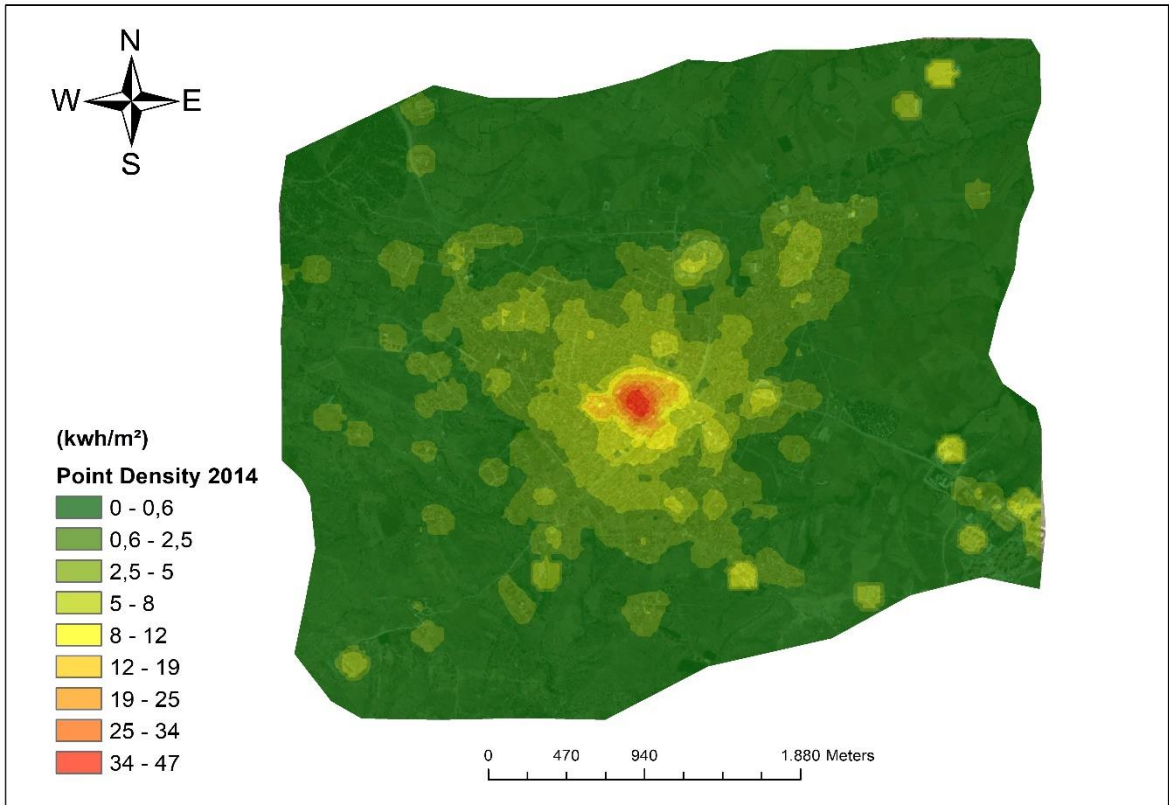 N
W E
S
(kwh/m²)
Point Density 2014
0 - 0,6
0,6 - 2,5
2,5 - 5
5 - 8
8 - 12
12 - 19
19 - 25
25 - 34
34 - 47
0 470 940 1.880 Meters